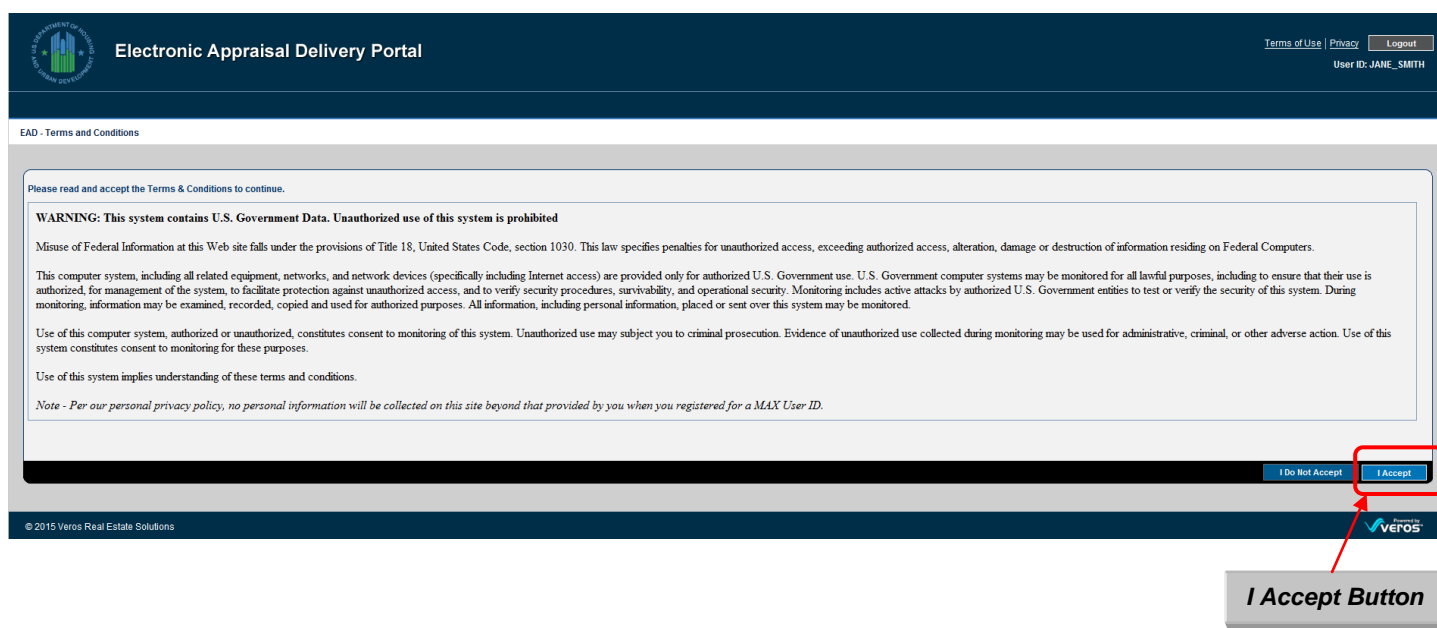 U.S. DEPARTMENT OF HOUSING AND URBAN DEVELOPMENT
Electronic Appraisal Delivery Portal
Terms of Use | Privacy Logout
User ID: JANE_SMITH
EAD - Terms and Conditions
Please read and accept the Terms & Conditions to continue.
WARNING: This system contains U.S. Government Data. Unauthorized use of this system is prohibited
Misuse of Federal Information at this Web site falls under the provisions of Title 18, United States Code, section 1030. This law specifies penalties for unauthorized access, exceeding authorized access, alteration, damage or destruction of information residing on Federal Computers.
This computer system, including all related equipment, networks, and network devices (specifically including Internet access) are provided only for authorized U.S. Government use. U.S. Government computer systems may be monitored for all lawful purposes, including to ensure that their use is
authorized, for management of the system, to facilitate protection against unauthorized access, and to verify security procedures, survivability, and operational security. Monitoring includes active attacks by authorized U.S. Government entities to test or verify the security of this system. During
monitoring, information may be examined, recorded, copied and used for authorized purposes. All information, including personal information, placed or sent over this system may be monitored.
Use of this computer system, authorized or unauthorized, constitutes consent to monitoring of this system. Unauthorized use may subject you to criminal prosecution. Evidence of unauthorized use collected during monitoring may be used for administrative, criminal, or other adverse action. Use of this
system constitutes consent to monitoring for these purposes.
Use of this system implies understanding of these terms and conditions.
Note - Per our personal privacy policy, no personal information will be collected on this site beyond that provided by you when you registered for a MAX User ID.
I Do Not Accept I Accept
© 2015 Veros Real Estate Solutions
Powered by
veros
I Accept Button